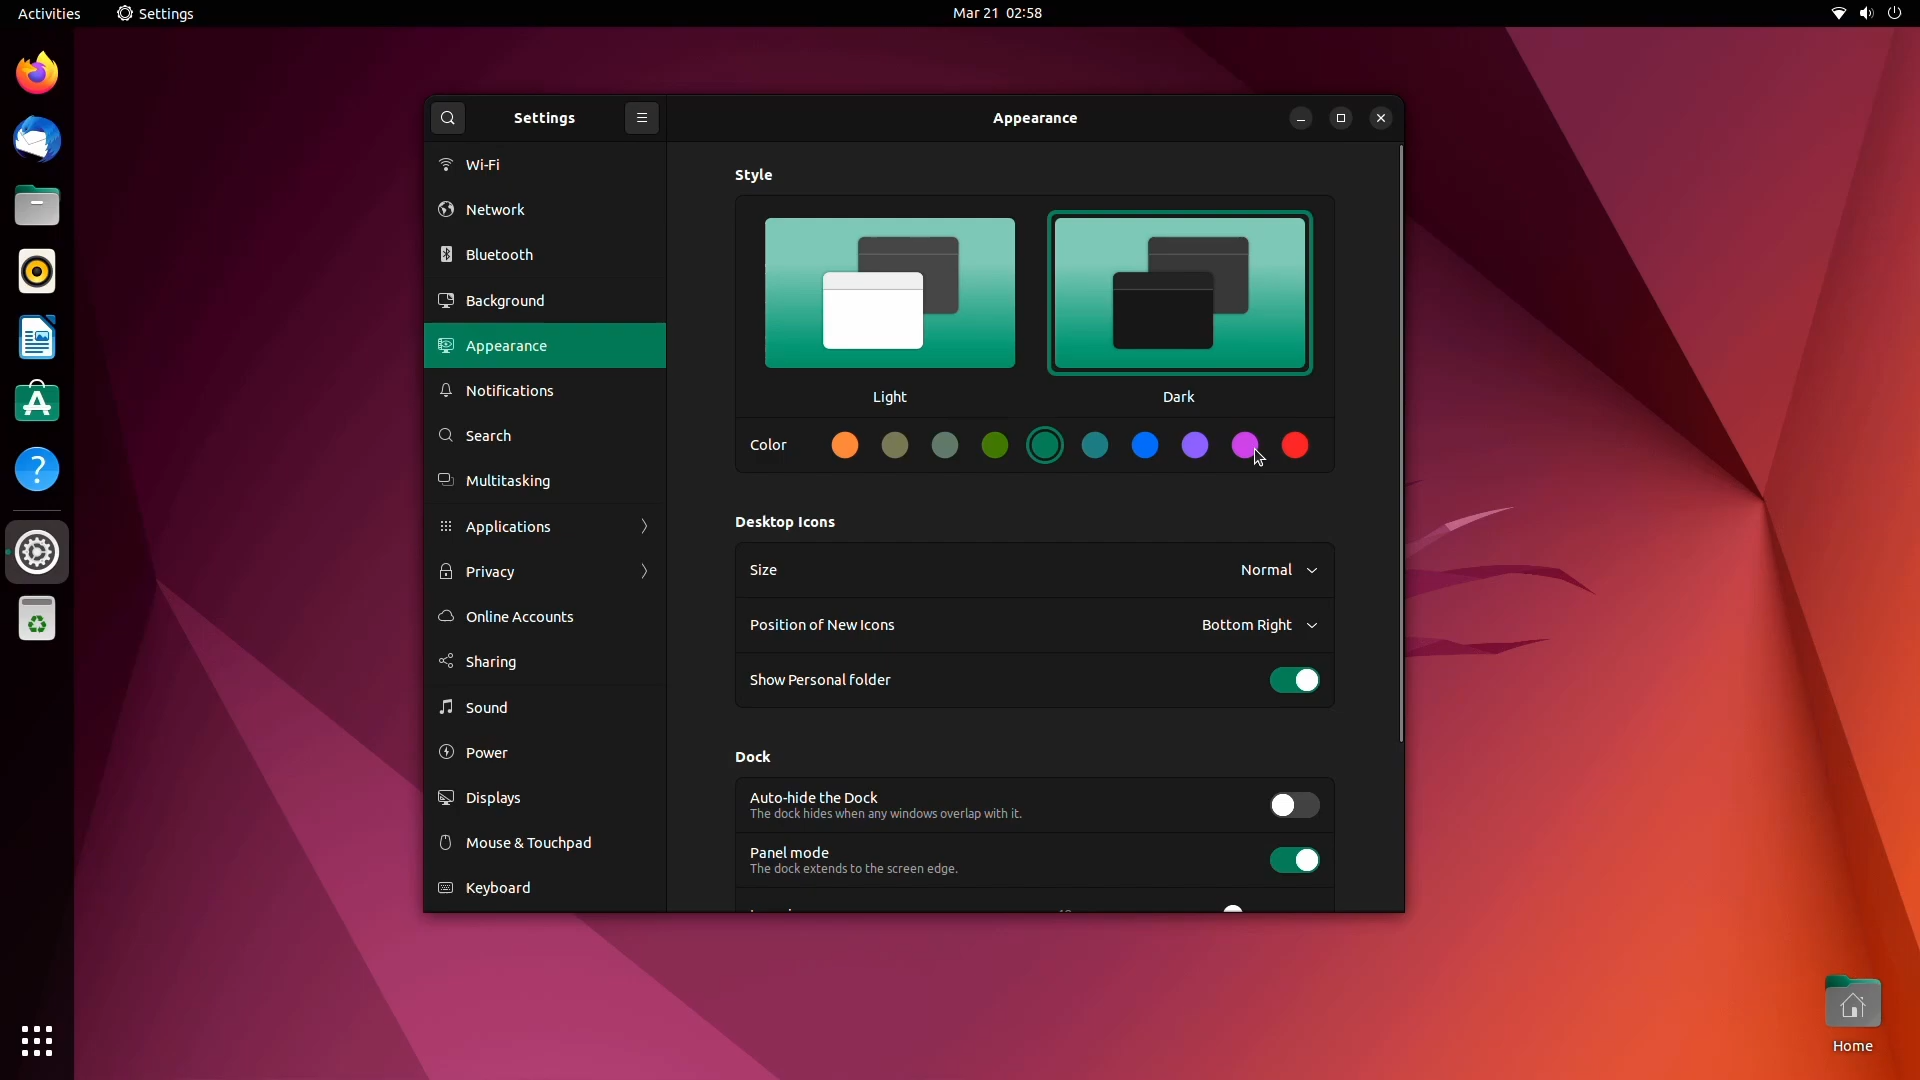 Activities
Settings
Mar 21 02:58
Settings
Appearance
Wi-Fi
Network
Bluetooth
Background
Appearance
Notifications
Search
Multitasking
Applications
Privacy
Online Accounts
Sharing
Sound
Power
Displays
Mouse & Touchpad
Keyboard
Style
Light
Dark
Color
Desktop Icons
Size
Normal
Position of New Icons
Bottom Right
Show Personal folder
Dock
Auto-hide the Dock
The dock hides when any windows overlap with it.
Panel mode
The dock extends to the screen edge.
Home